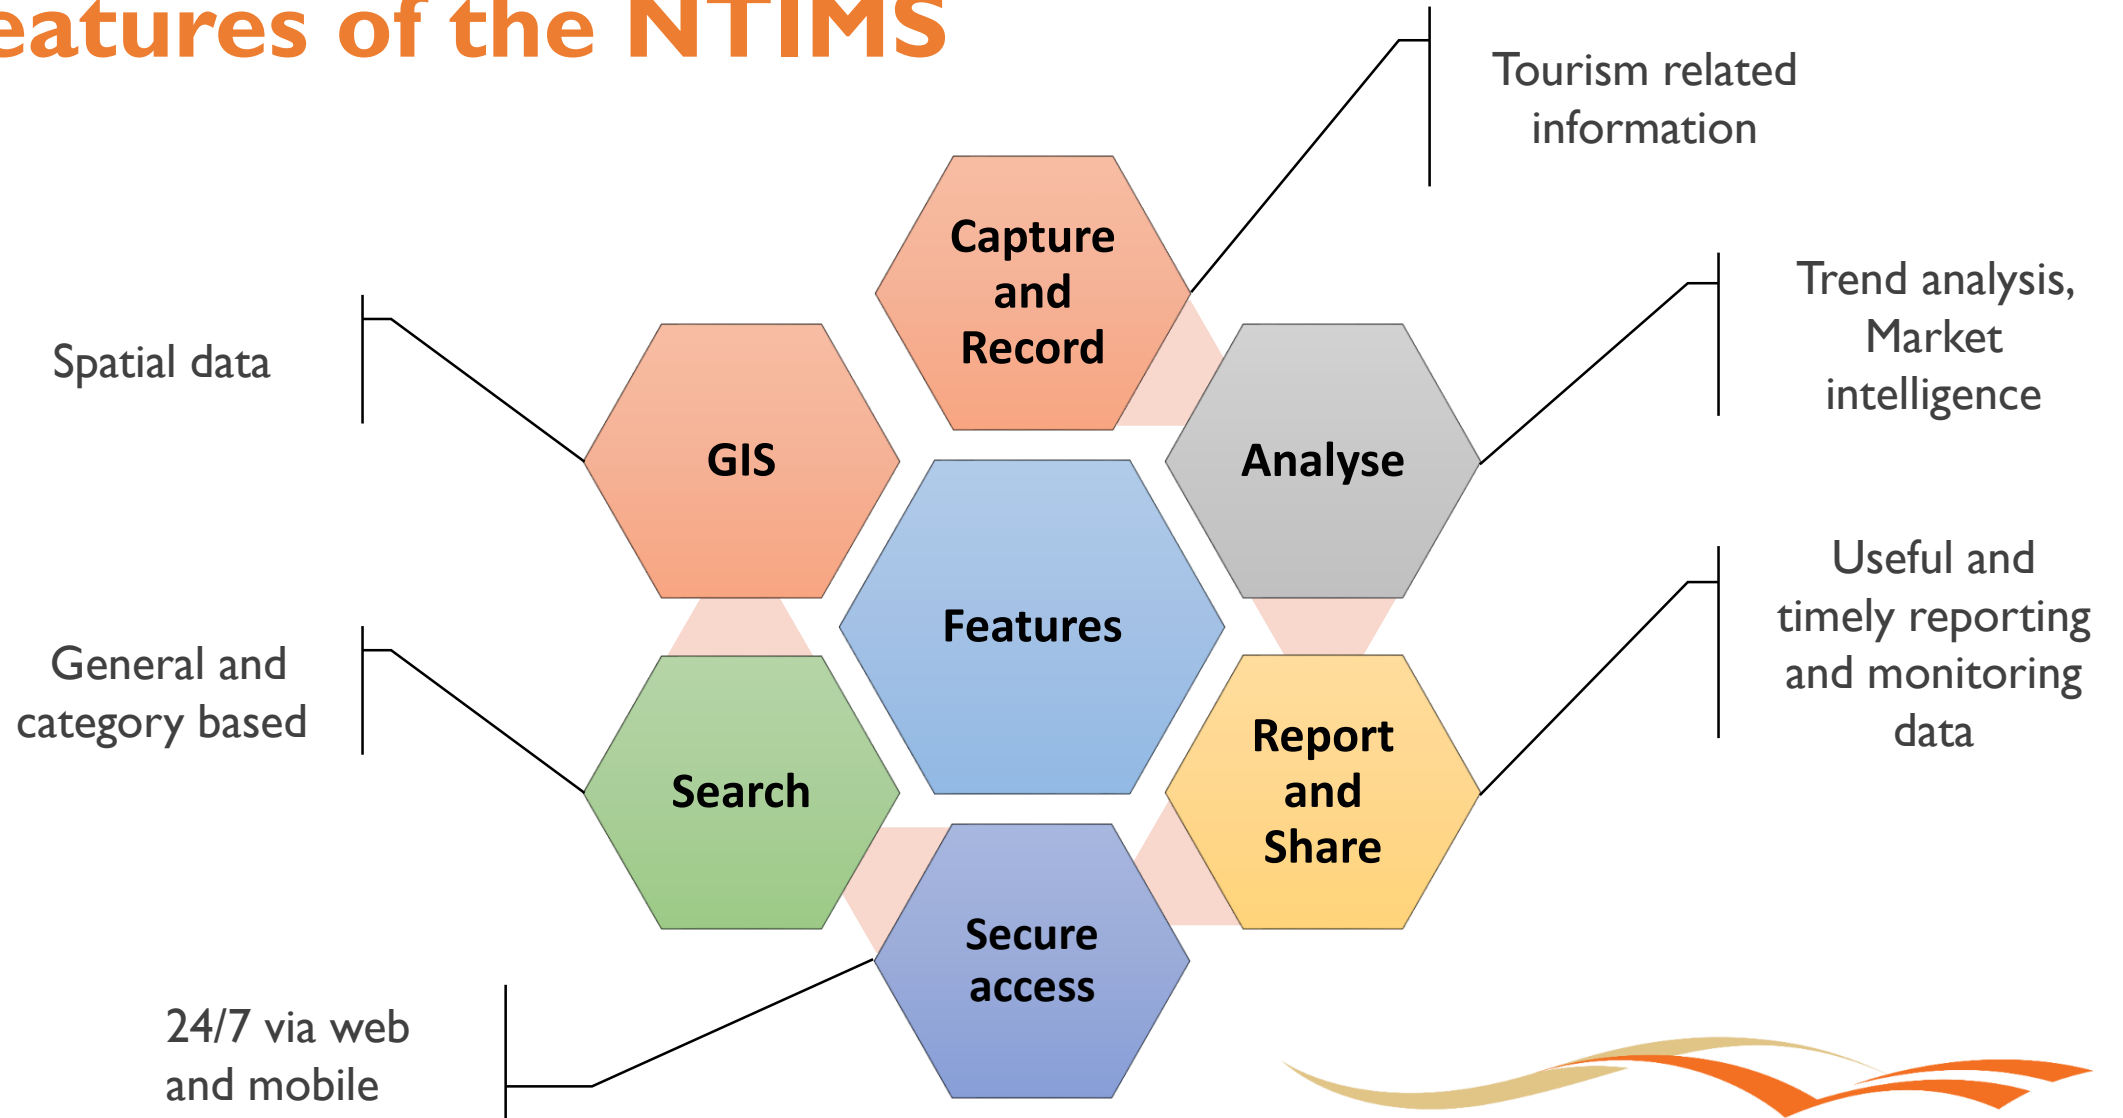 eatures of the NTIMS
Tourism related
information
Capture
and
Record
Trend analysis,
Market
intelligence
Spatial data
GIS
Analyse
Useful and
timely reporting
and monitoring
data
General and
category based
Features
Search
Report
and
Share
Secure
access
24/7 via web
and mobile